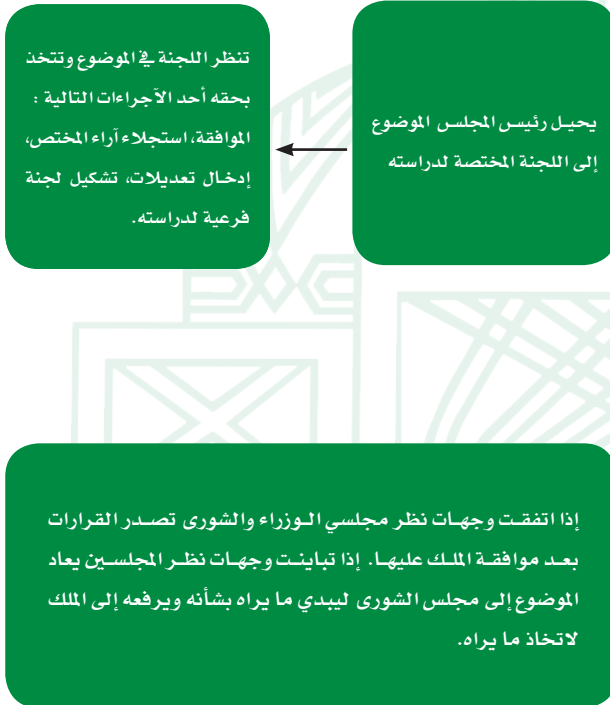 يحيل رئيس المجلس الموضوع
إلى اللجنة المختصة لدراسته
تنظر اللجنة في الموضوع وتتخذ
بحقه أحد الآجراءات التالية :
الموافقة، استجلاء آراء المختص،
إدخال تعديلات، تشكيل لجنة
فرعية لدراسته.
إذا اتفقت وجهات نظر مجلسي الوزراء والشورى تصدر القرارات
بعد موافقة الملك عليها. إذا تباينت وجهات نظر المجلسين يعاد
الموضوع إلى مجلس الشورى ليبدي ما يراه بشأنه ويرفعه إلى الملك
لاتخاذ ما يراه.